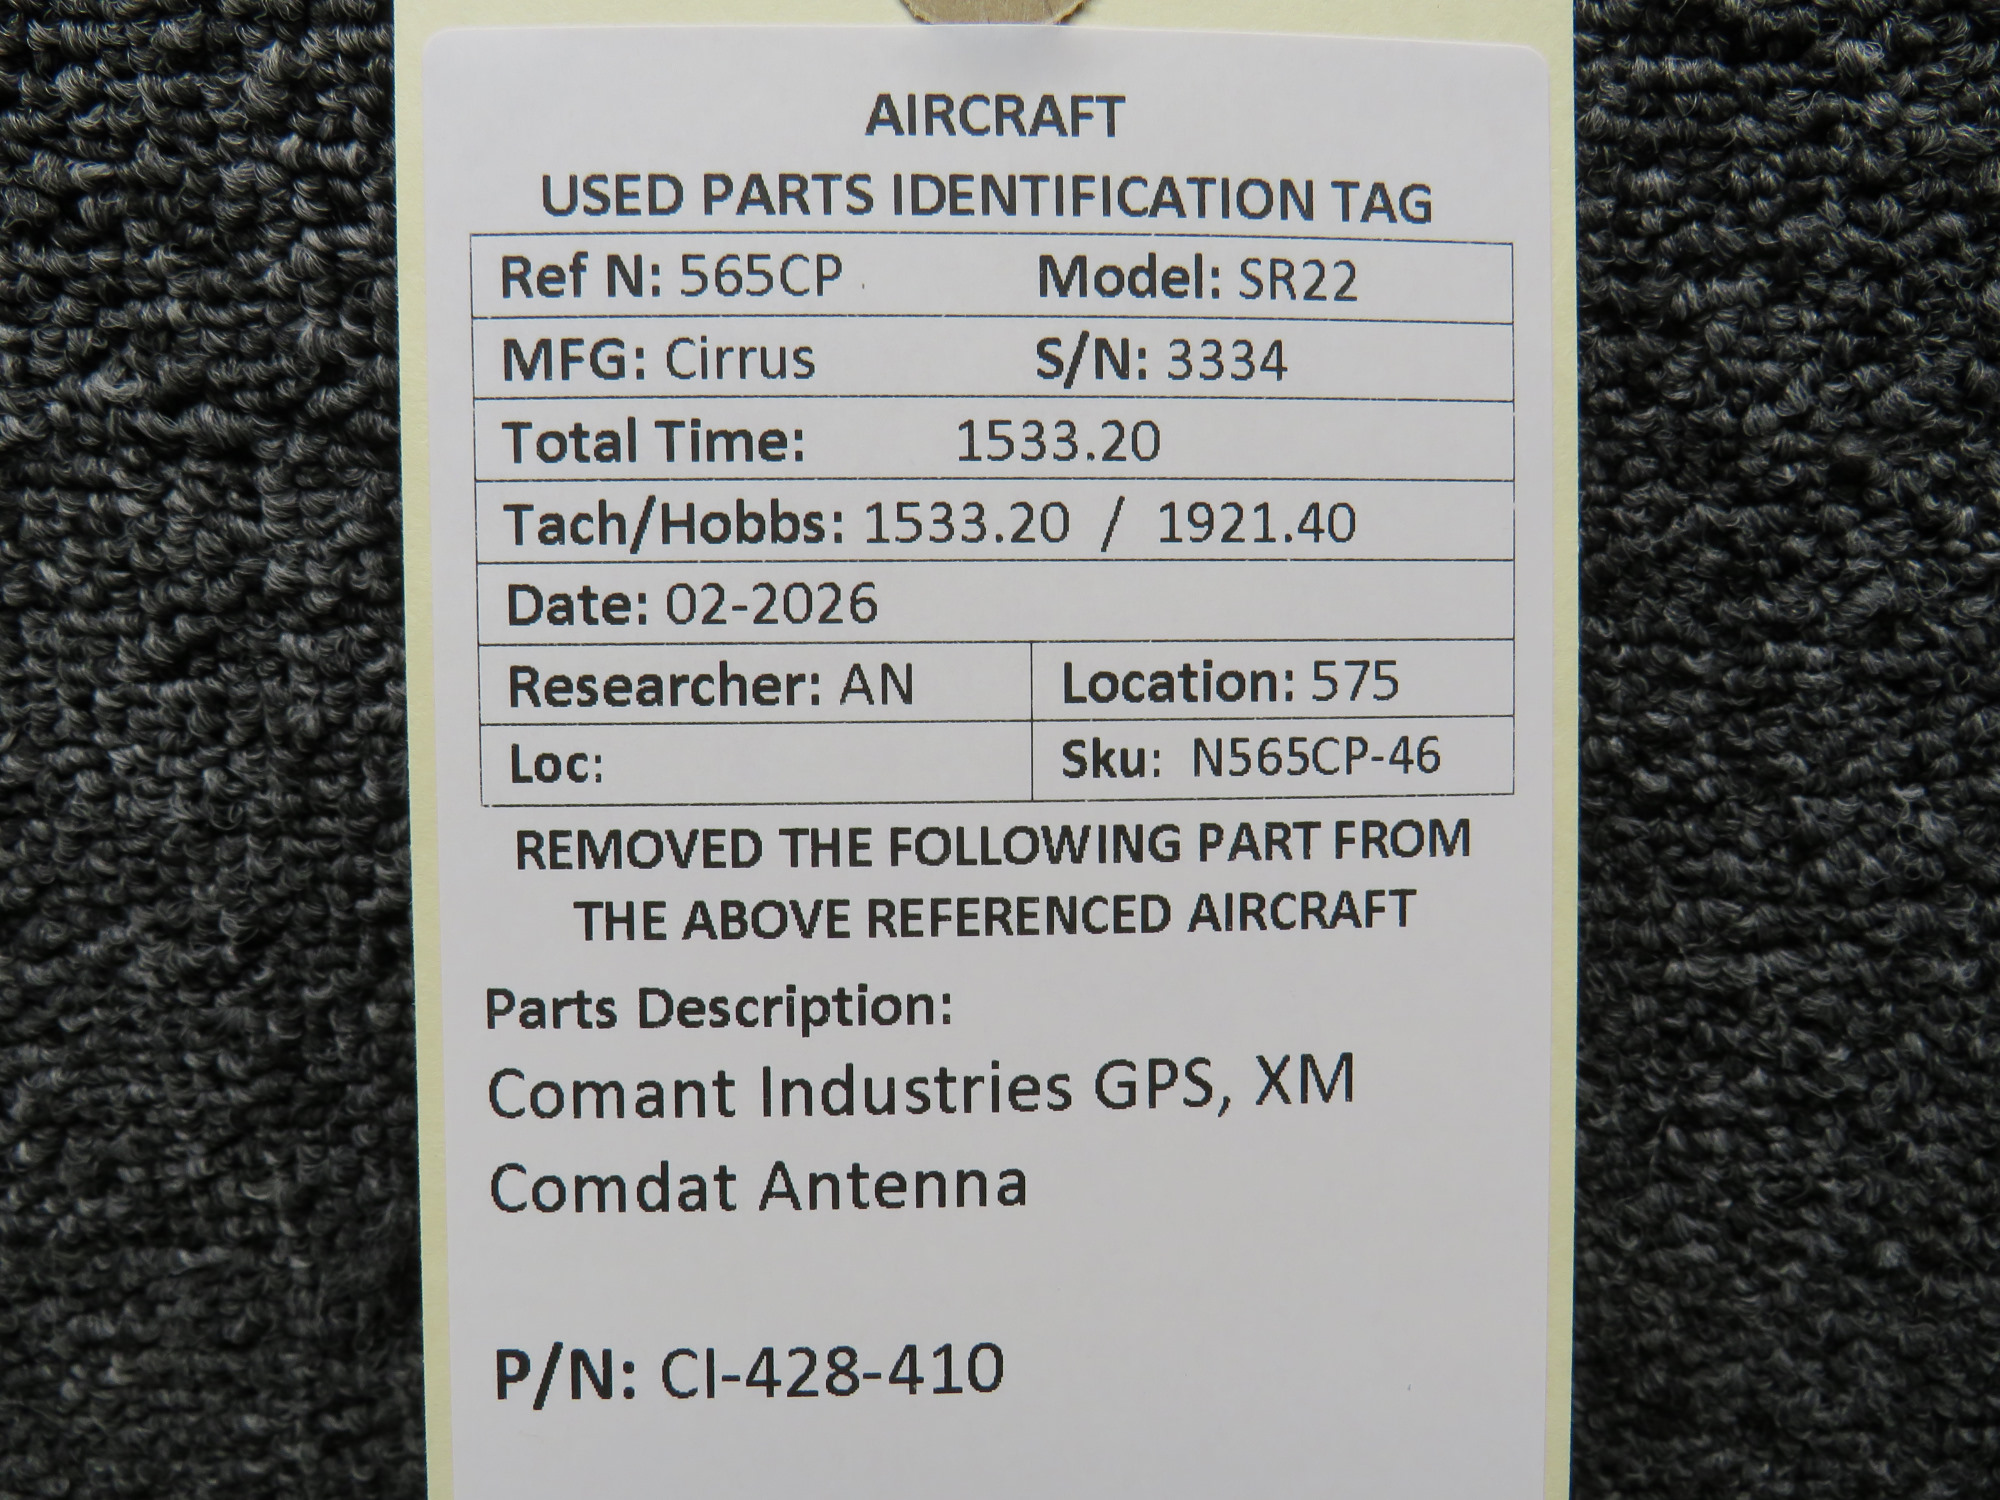 AIRCRAFT
USED PARTS IDENTIFICATION TAG
Ref N: 565CP Model: SR22
MFG: Cirrus S/N: 3334
Total Time: 1533.20
Tach/Hobbs: 1533.20 / 1921.40
Date: 02-2026
Researcher: AN Location: 575
Loc: Sku: N565CP-46
REMOVED THE FOLLOWING PART FROM
THE ABOVE REFERENCED AIRCRAFT
Parts Description:
Comant Industries GPS, XM
Comdat Antenna
P/N: CI-428-410